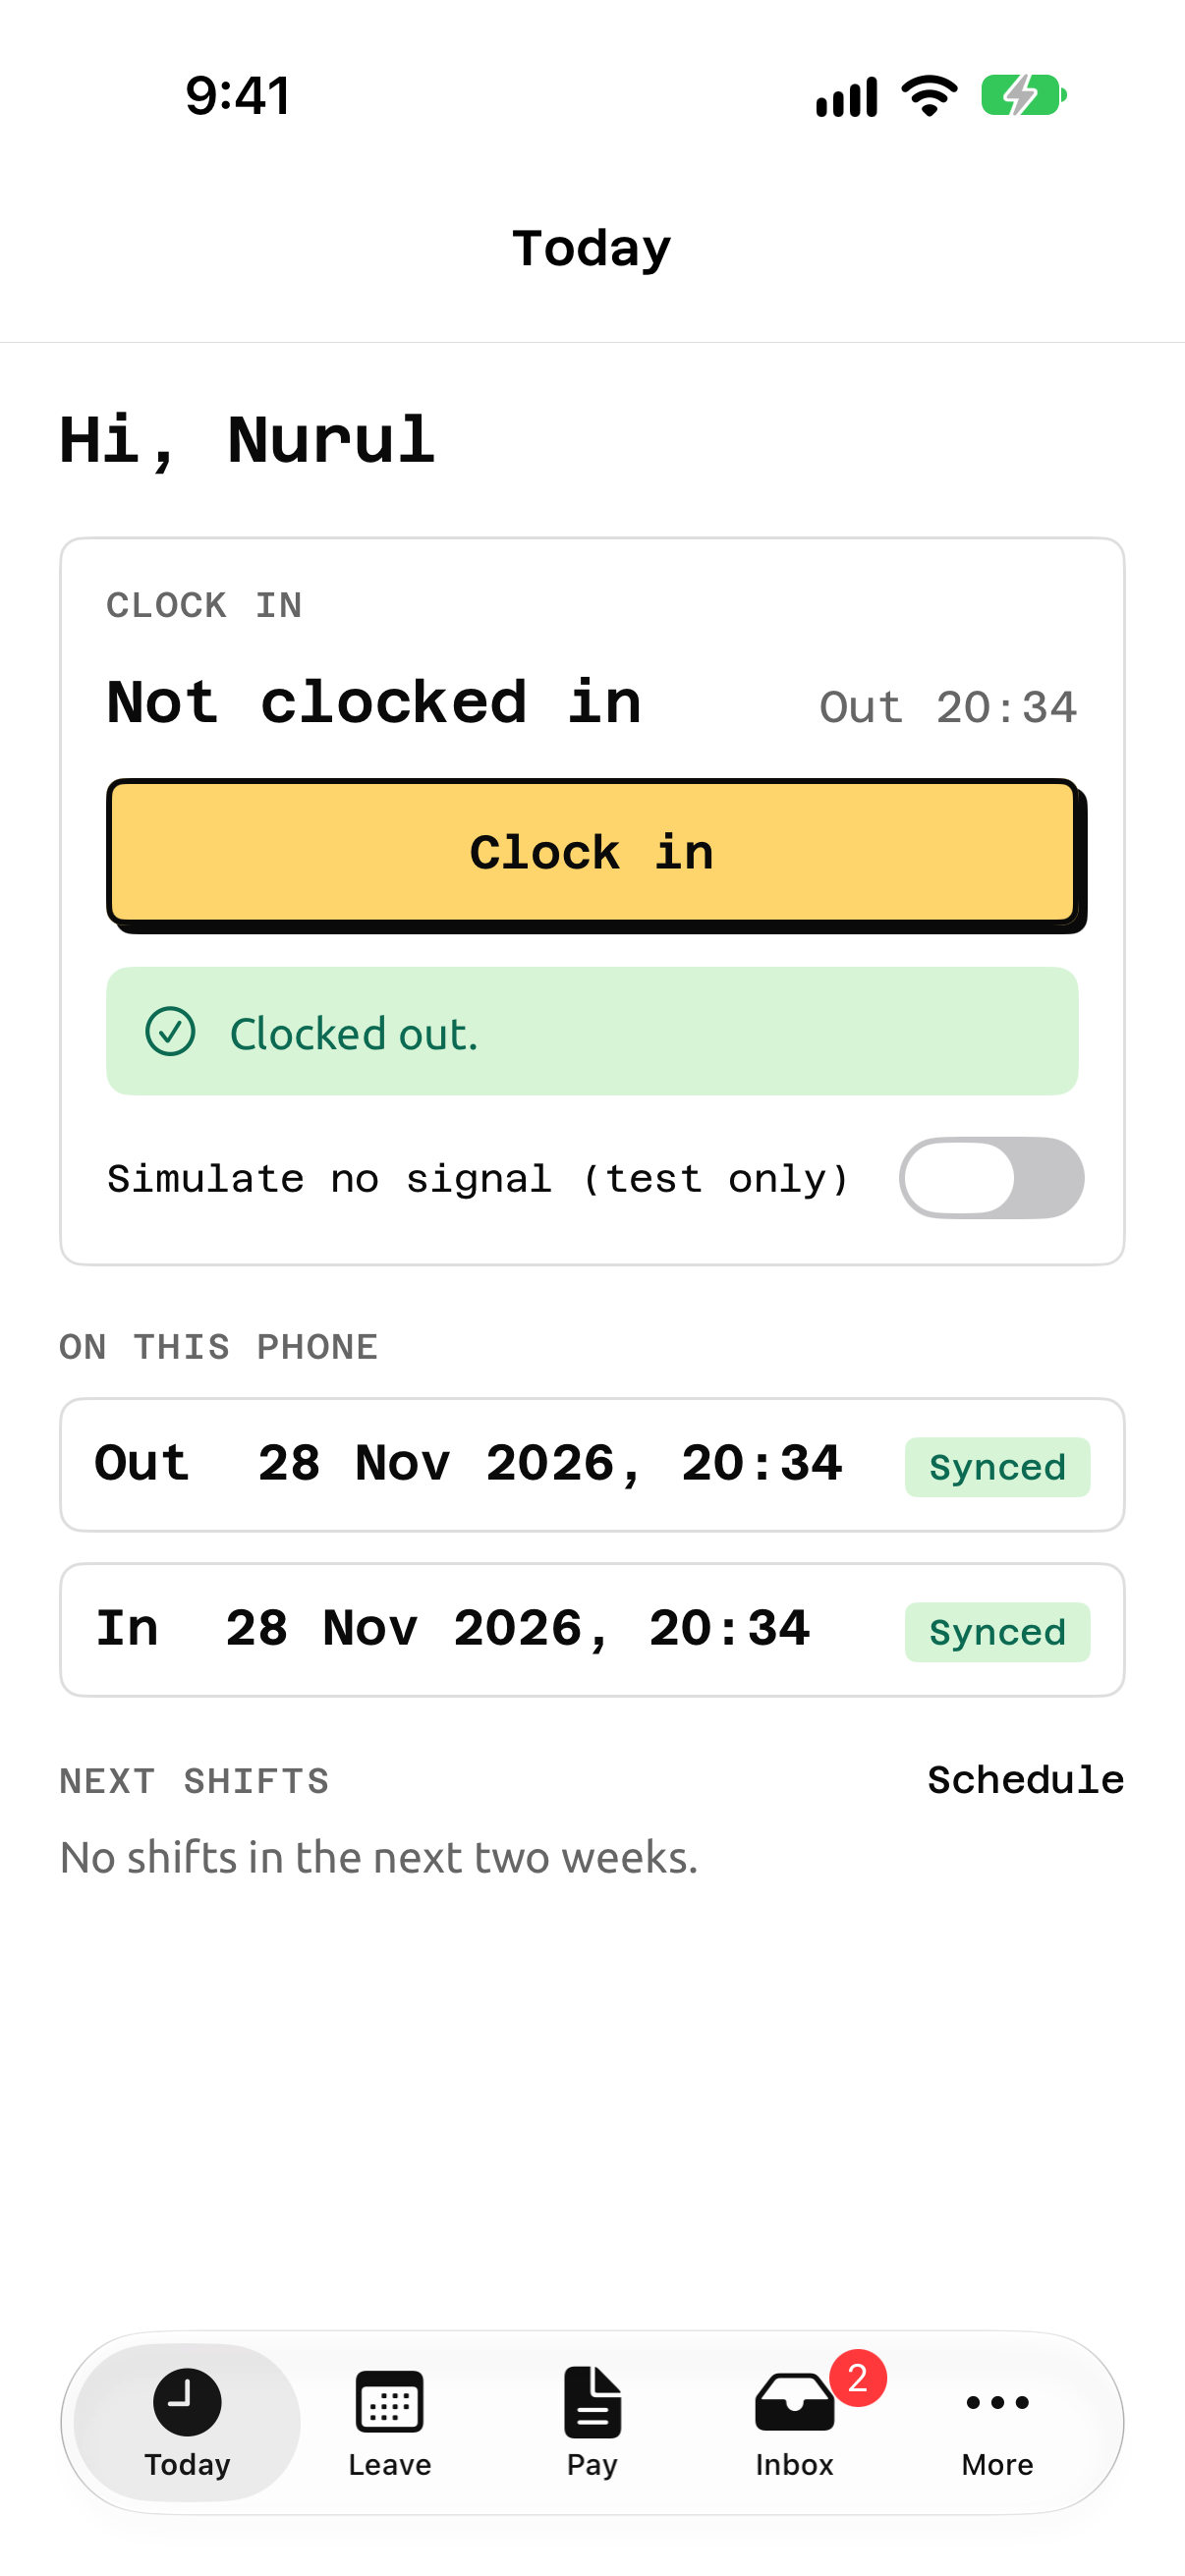 9:41
Today
Hi, Nurul
CLOCK IN
Not clocked in Out 20:34
Clock in
Clocked out.
Simulate no signal (test only)
ON THIS PHONE
Out 28 Nov 2026, 20:34 Synced
In 28 Nov 2026, 20:34 Synced
NEXT SHIFTS Schedule
No shifts in the next two weeks.
2
Today Leave Pay Inbox More